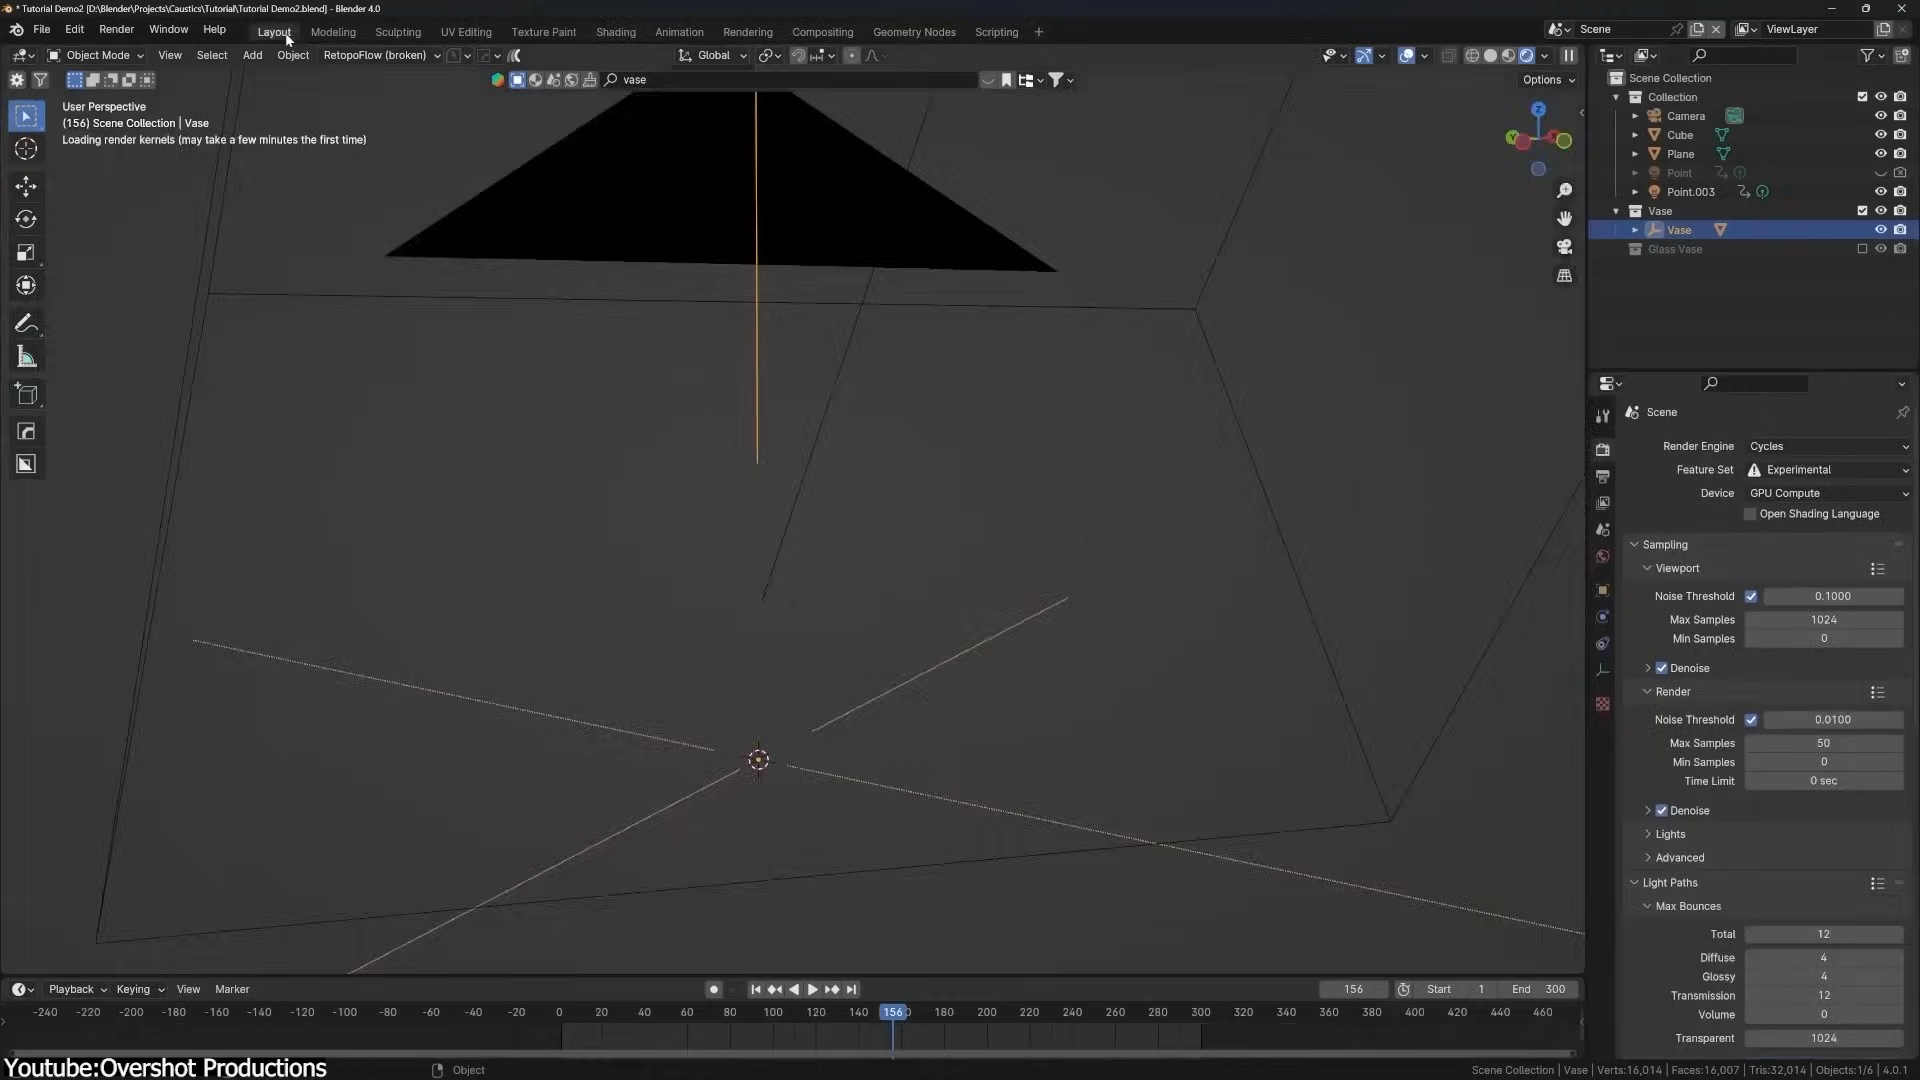 * Tutorial Demo2 [D:\Blender\Projects\Caustics\Tutorial\Tutorial Demo2.blend] - Blender 4.0
File Edit Render Window Help Layout Modeling Sculpting UV Editing Texture Paint Shading Animation Rendering Compositing Geometry Nodes Scripting + Scene ViewLayer
Object Mode View Select Add Object RetopoFlow (broken) Global
vase Options
User Perspective
(156) Scene Collection | Vase
Loading render kernels (may take a few minutes the first time)
Z
Y
Scene Collection
Collection
Camera
Cube
Plane
Point
Point.003
Vase
Vase
Glass Vase
Scene
Render Engine Cycles
Feature Set Experimental
Device GPU Compute
Open Shading Language
Sampling
Viewport
Noise Threshold 0.1000
Max Samples 1024
Min Samples 0
Denoise
Render
Noise Threshold 0.0100
Max Samples 50
Min Samples 0
Time Limit 0 sec
Denoise
Lights
Advanced
Light Paths
Max Bounces
Total 12
Diffuse 4
Glossy 4
Transmission 12
Volume 0
Transparent 1024
Playback Keying View Marker 156 Start 1 End 300
-240 -220 -200 -180 -160 -140 -120 -100 -80 -60 -40 -20 0 20 40 60 80 100 120 140 156 180 200 220 240 260 280 300 320 340 360 380 400 420 440 460
Youtube:Overshot Productions
Object
Scene Collection | Vase | Verts:16,014 | Faces:16,007 | Tris:32,014 | Objects:1/6 | 4.0.1